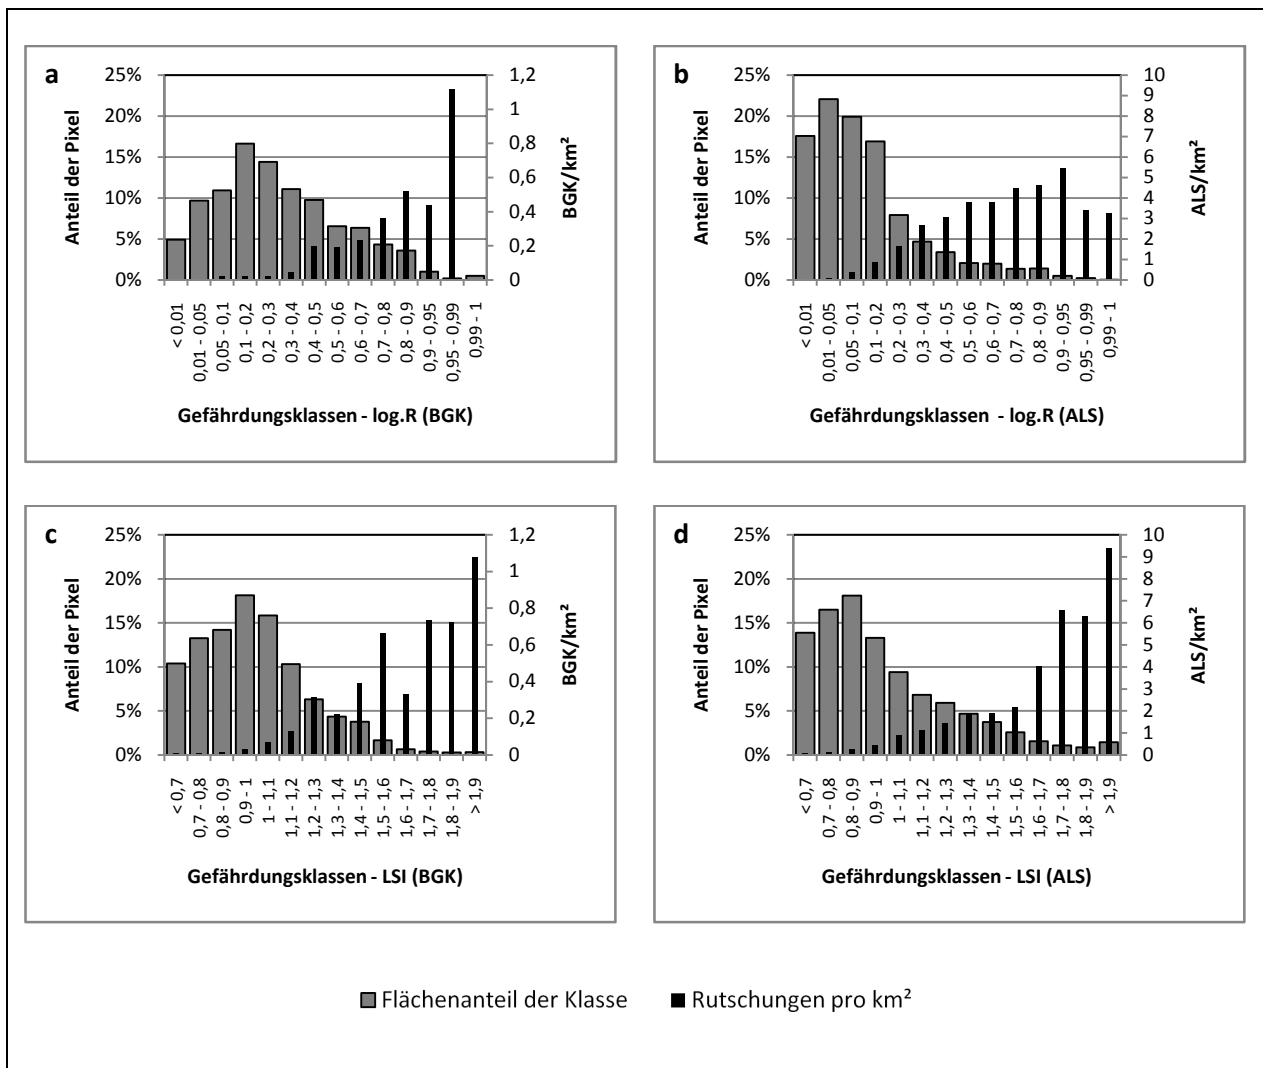 a
25%
20%
15%
10%
5%
0%
Anteil der Pixel
1,2
1
0,8
0,6
0,4
0,2
0
BGK/km²
< 0,01
0,01 - 0,05
0,05 - 0,1
0,1 - 0,2
0,2 - 0,3
0,3 - 0,4
0,4 - 0,5
0,5 - 0,6
0,6 - 0,7
0,7 - 0,8
0,8 - 0,9
0,9 - 0,95
0,95 - 0,99
0,99 - 1
Gefährdungsklassen - log.R (BGK)
b
25%
20%
15%
10%
5%
0%
Anteil der Pixel
10
9
8
7
6
5
4
3
2
1
0
ALS/km²
< 0,01
0,01 - 0,05
0,05 - 0,1
0,1 - 0,2
0,2 - 0,3
0,3 - 0,4
0,4 - 0,5
0,5 - 0,6
0,6 - 0,7
0,7 - 0,8
0,8 - 0,9
0,9 - 0,95
0,95 - 0,99
0,99 - 1
Gefährdungsklassen - log.R (ALS)
c
25%
20%
15%
10%
5%
0%
Anteil der Pixel
1,2
1
0,8
0,6
0,4
0,2
0
BGK/km²
< 0,7
0,7 - 0,8
0,8 - 0,9
0,9 - 1
1 - 1,1
1,1 - 1,2
1,2 - 1,3
1,3 - 1,4
1,4 - 1,5
1,5 - 1,6
1,6 - 1,7
1,7 - 1,8
1,8 - 1,9
> 1,9
Gefährdungsklassen - LSI (BGK)
d
25%
20%
15%
10%
5%
0%
Anteil der Pixel
10
9
8
7
6
5
4
3
2
1
0
ALS/km²
< 0,7
0,7 - 0,8
0,8 - 0,9
0,9 - 1
1 - 1,1
1,1 - 1,2
1,2 - 1,3
1,3 - 1,4
1,4 - 1,5
1,5 - 1,6
1,6 - 1,7
1,7 - 1,8
1,8 - 1,9
> 1,9
Gefährdungsklassen - LSI (ALS)
Flächenanteil der Klasse
Rutschungen pro km²